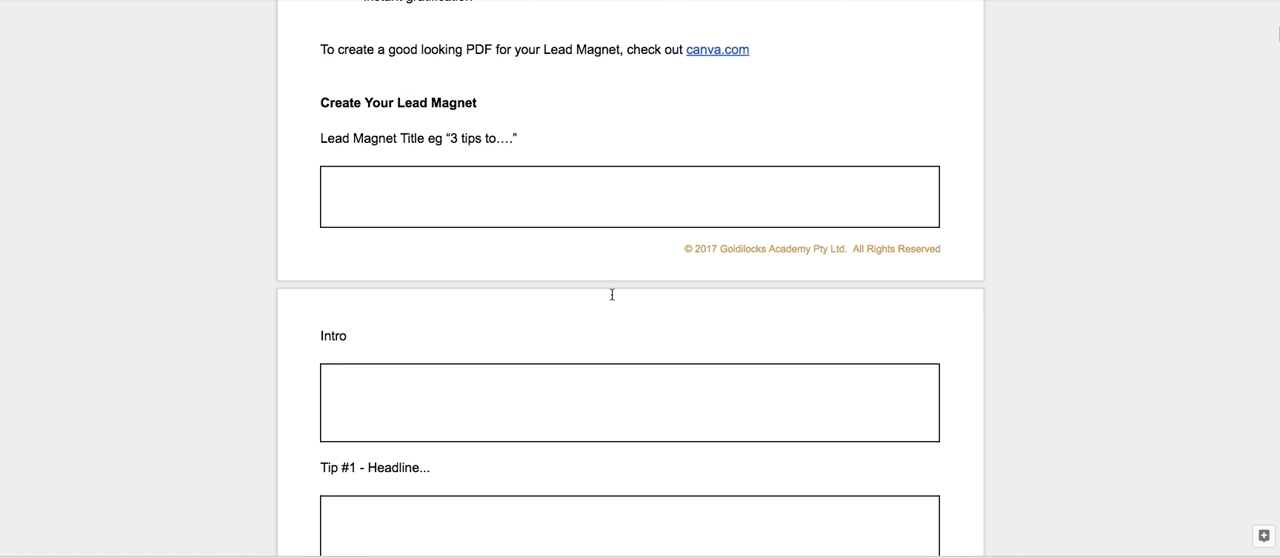 To create a good looking PDF for your Lead Magnet, check out canva.com
Create Your Lead Magnet
Lead Magnet Title eg “3 tips to….”
© 2017 Goldilocks Academy Pty Ltd. All Rights Reserved
Intro
Tip #1 - Headline...